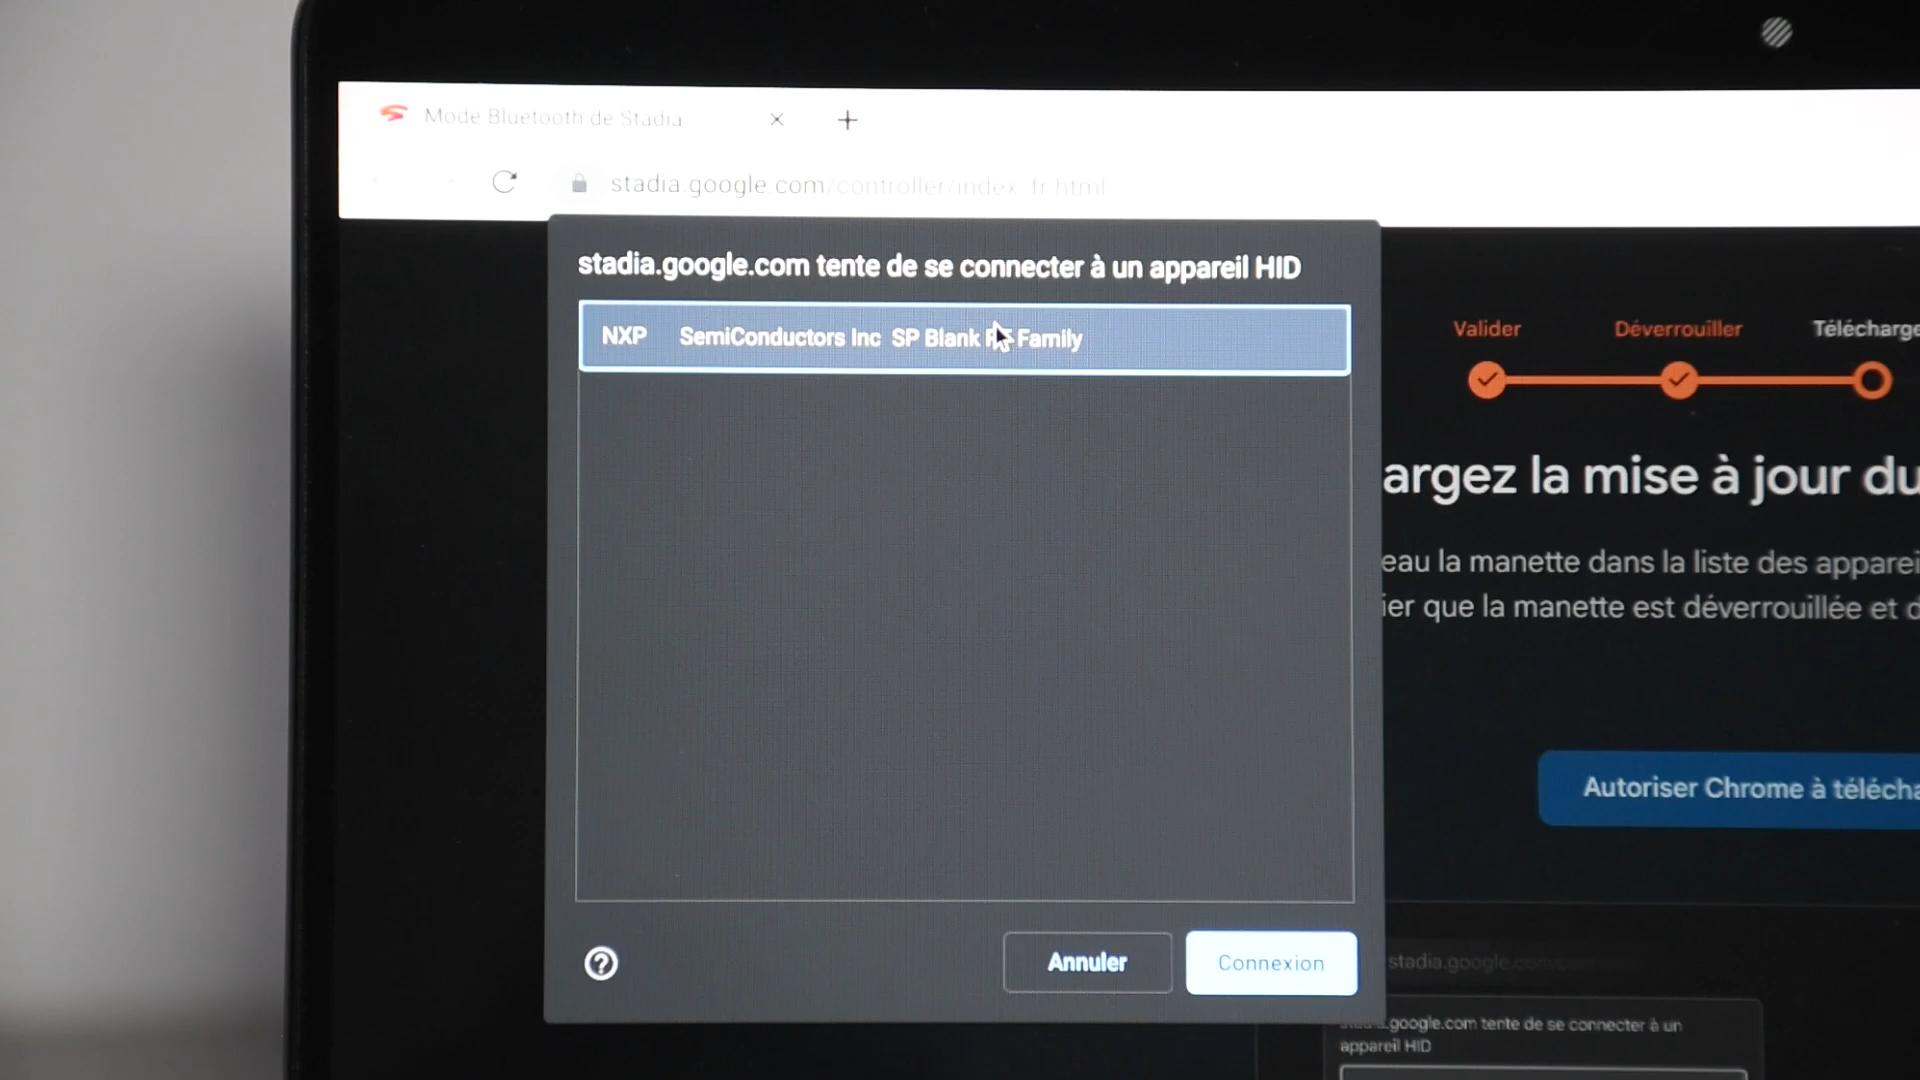 Mode Bluetooth de Stadia
stadia.google.com/controller/index_fr.html
stadia.google.com tente de se connecter à un appareil HID
NXP SemiConductors Inc SP Blank Family
Annuler
Connexion
Valider
Déverrouiller
Télécharge
argez la mise à jour du
eau la manette dans la liste des apparei
ier que la manette est déverrouillée et d
Autoriser Chrome à télécha
stadia.google.com
google.com tente de se connecter à un
appareil HID